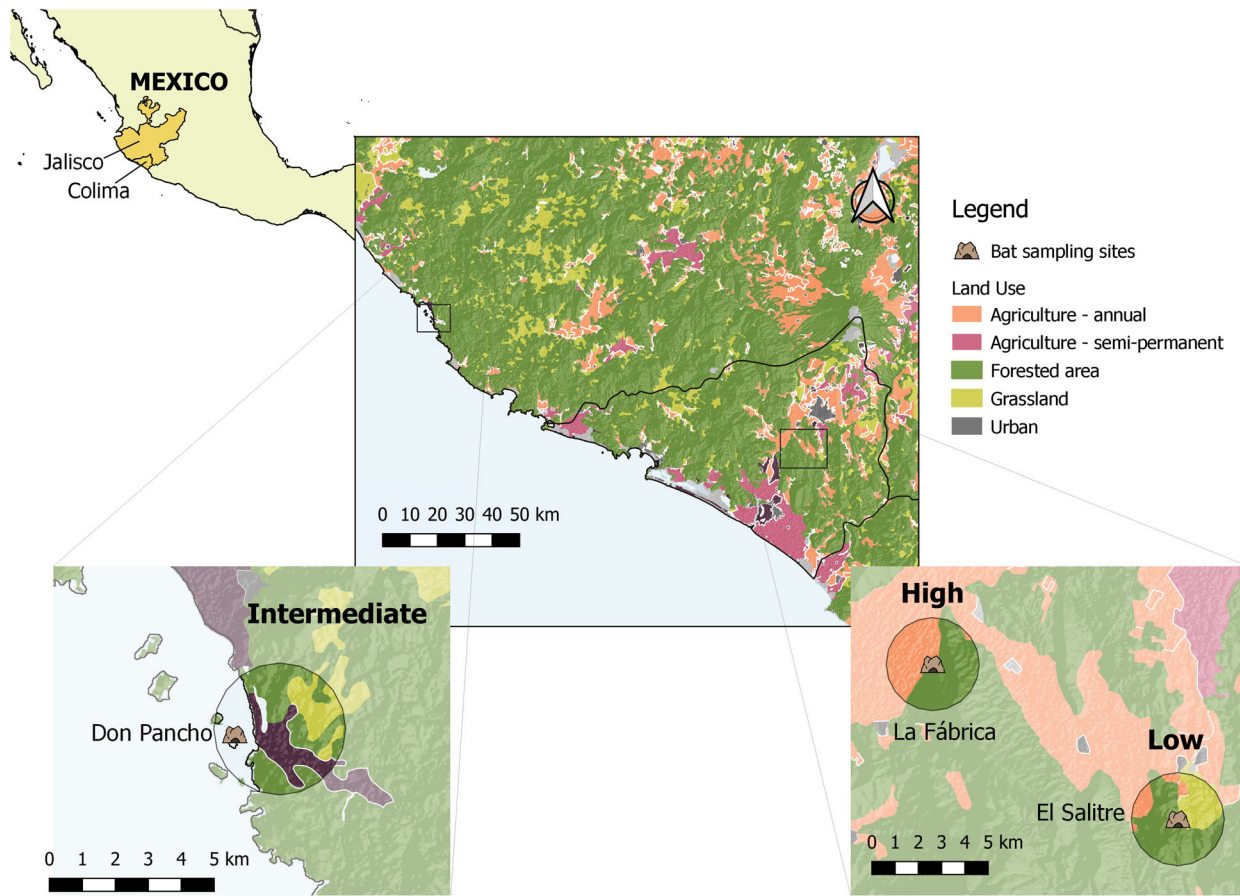 MEXICO
Jalisco
Colima
Legend
Bat sampling sites
Land Use
Agriculture - annual
Agriculture - semi-permanent
Forested area
Grassland
Urban
0 10 20 30 40 50 km
Intermediate
Don Pancho
0 1 2 3 4 5 km
High
La Fábrica
Low
El Salitre
0 1 2 3 4 5 km